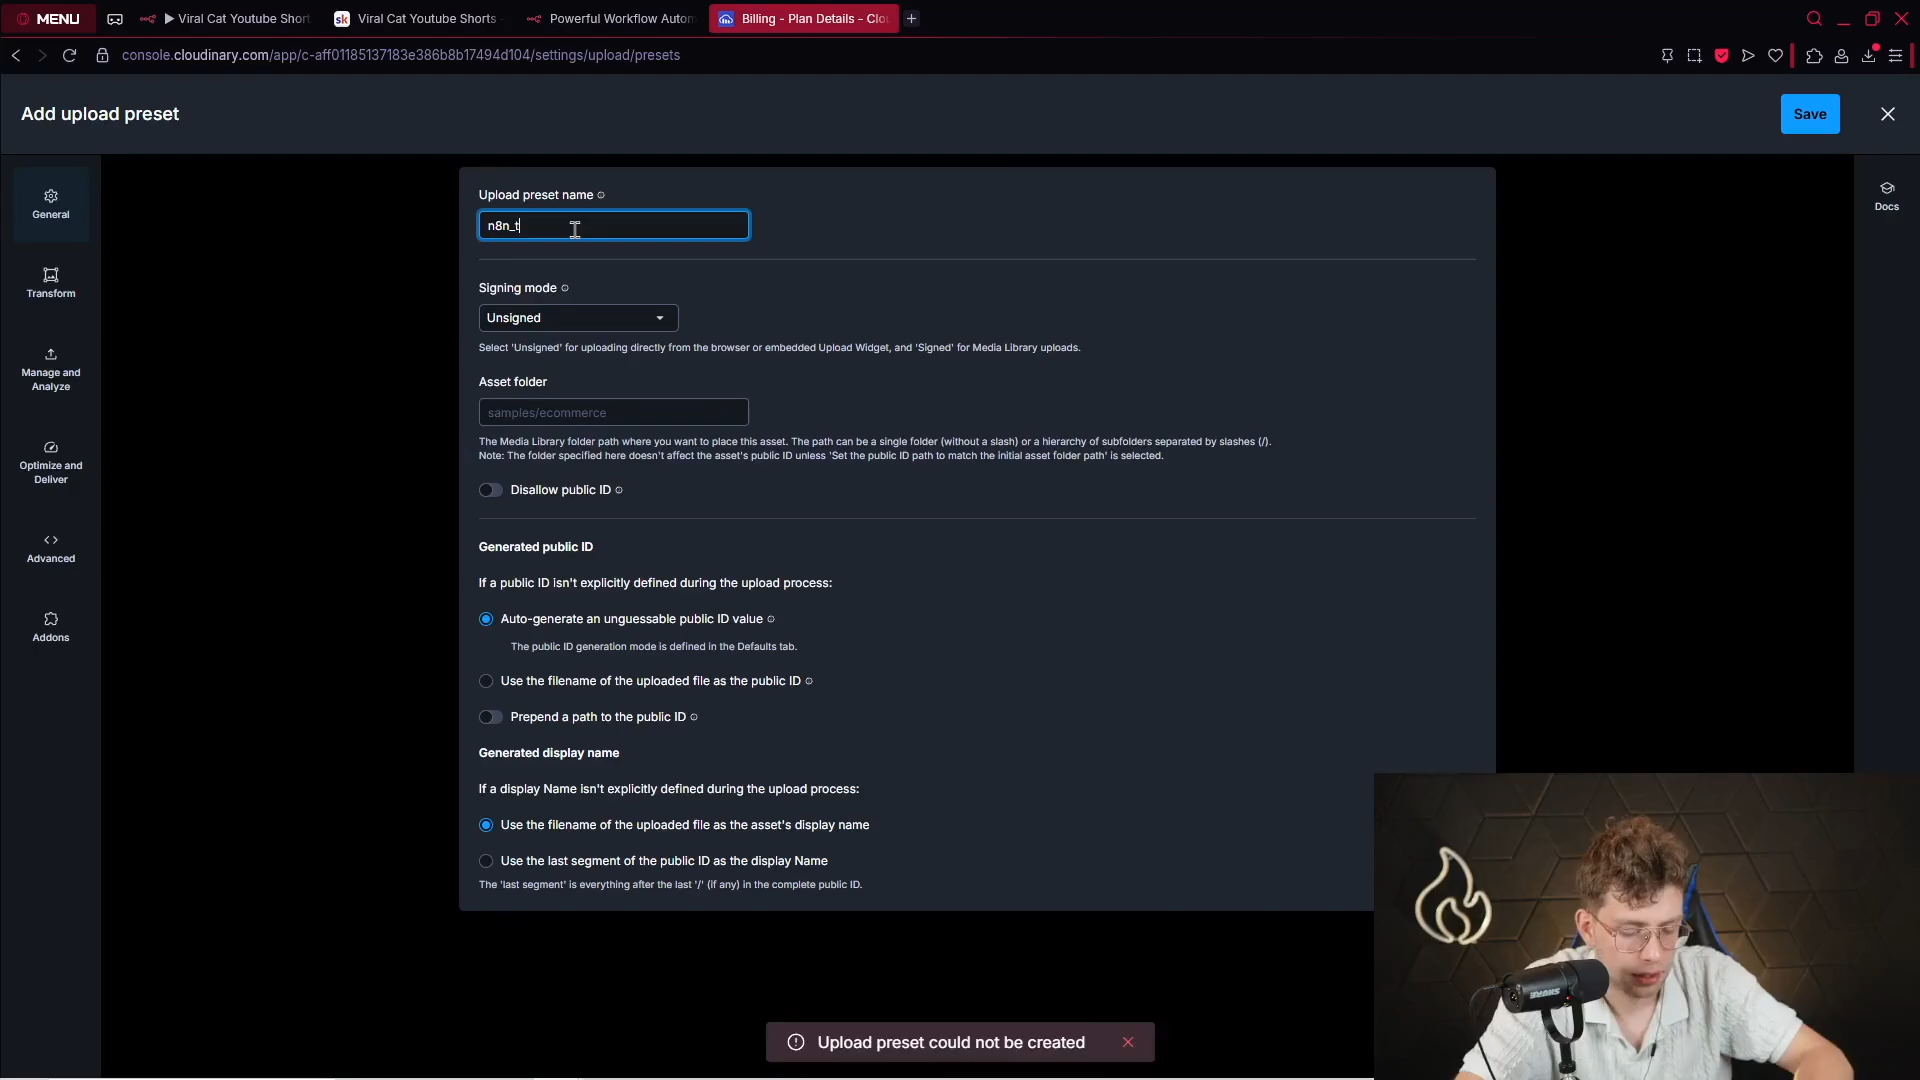 MENU
Viral Cat Youtube Short
sk Viral Cat Youtube Shorts -
Powerful Workflow Autom
Billing - Plan Details - Clou
console.cloudinary.com/app/c-aff01185137183e386b8b17494d104/settings/upload/presets
Add upload preset
Save
General
Transform
Manage and
Analyze
Optimize and
Deliver
Advanced
Addons
Docs
Upload preset name
n8n_t
Signing mode
Unsigned
Select 'Unsigned' for uploading directly from the browser or embedded Upload Widget, and 'Signed' for Media Library uploads.
Asset folder
samples/ecommerce
The Media Library folder path where you want to place this asset. The path can be a single folder (without a slash) or a hierarchy of subfolders separated by slashes (/).
Note: The folder specified here doesn't affect the asset's public ID unless 'Set the public ID path to match the initial asset folder path' is selected.
Disallow public ID
Generated public ID
If a public ID isn't explicitly defined during the upload process:
Auto-generate an unguessable public ID value
The public ID generation mode is defined in the Defaults tab.
Use the filename of the uploaded file as the public ID
Prepend a path to the public ID
Generated display name
If a display Name isn't explicitly defined during the upload process:
Use the filename of the uploaded file as the asset's display name
Use the last segment of the public ID as the display Name
The 'last segment' is everything after the last '/' (if any) in the complete public ID.
Upload preset could not be created
SHURE